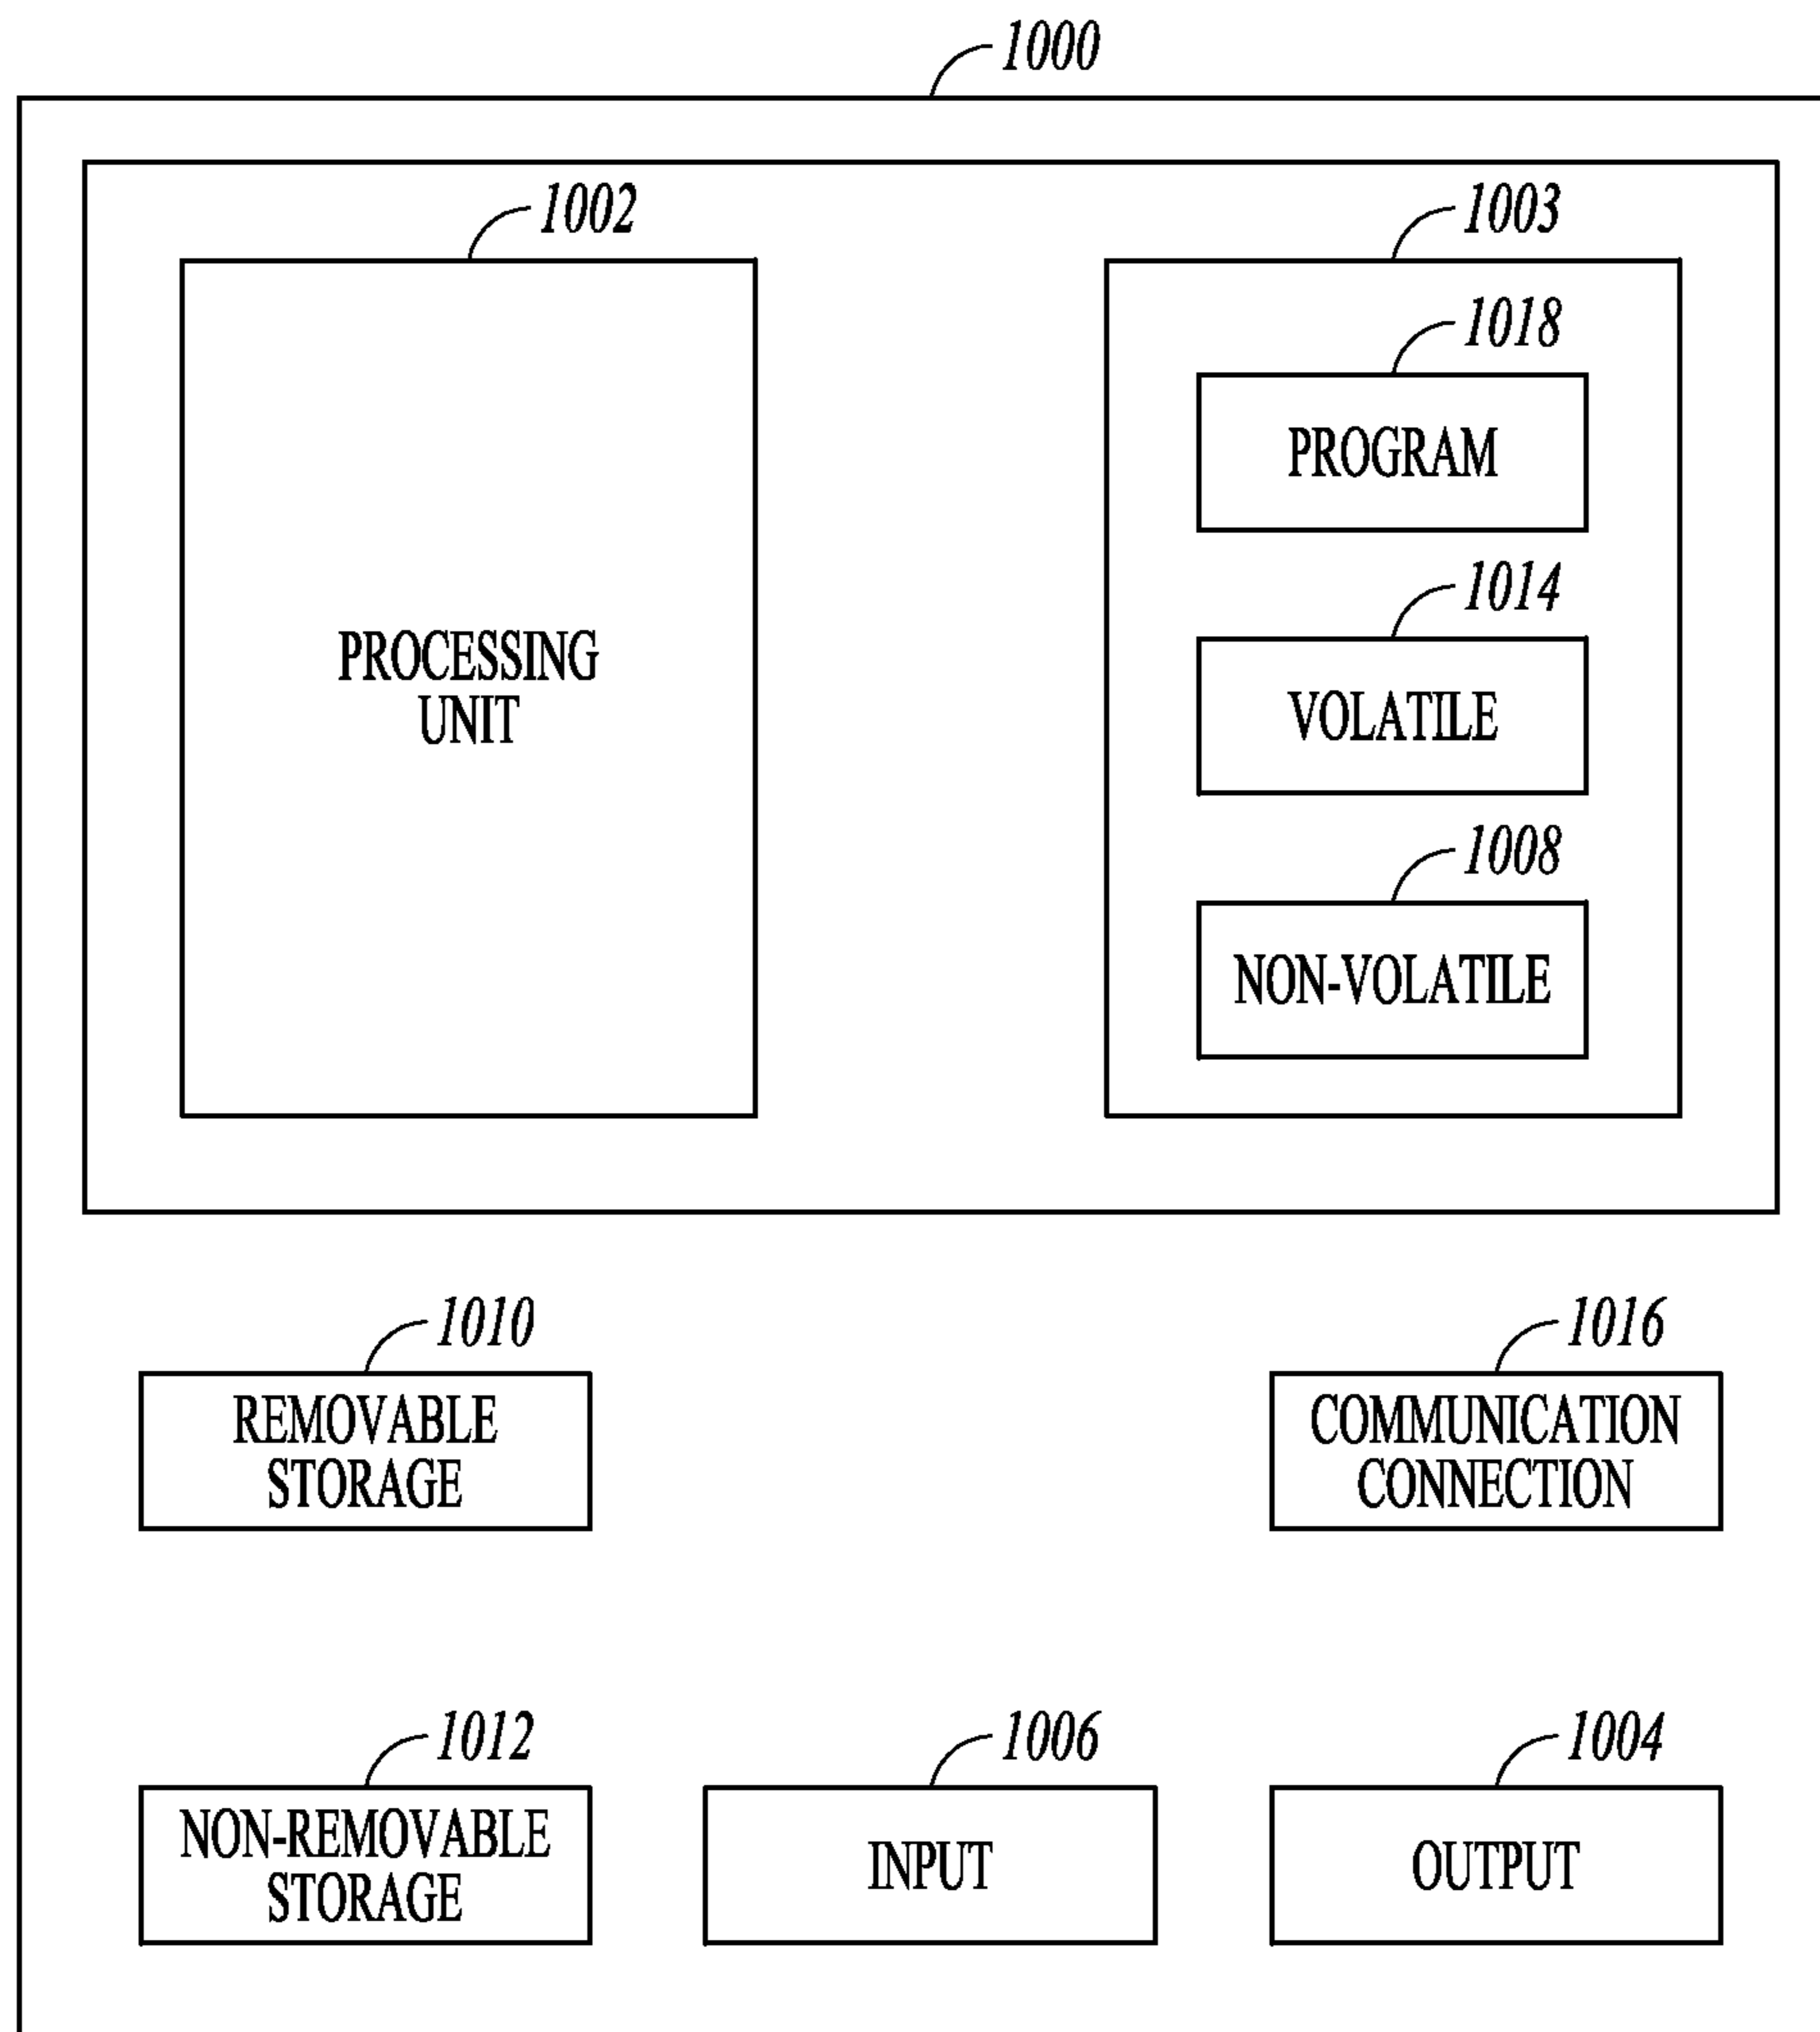 1000
1002
1003
1018
PROGRAM
1014
PROCESSING
UNIT
VOLATILE
1008
NON-VOLATILE
1010
1016
REMOVABLE
STORAGE
COMMUNICATION
CONNECTION
1012
1006
1004
NON-REMOVABLE
STORAGE
INPUT
OUTPUT